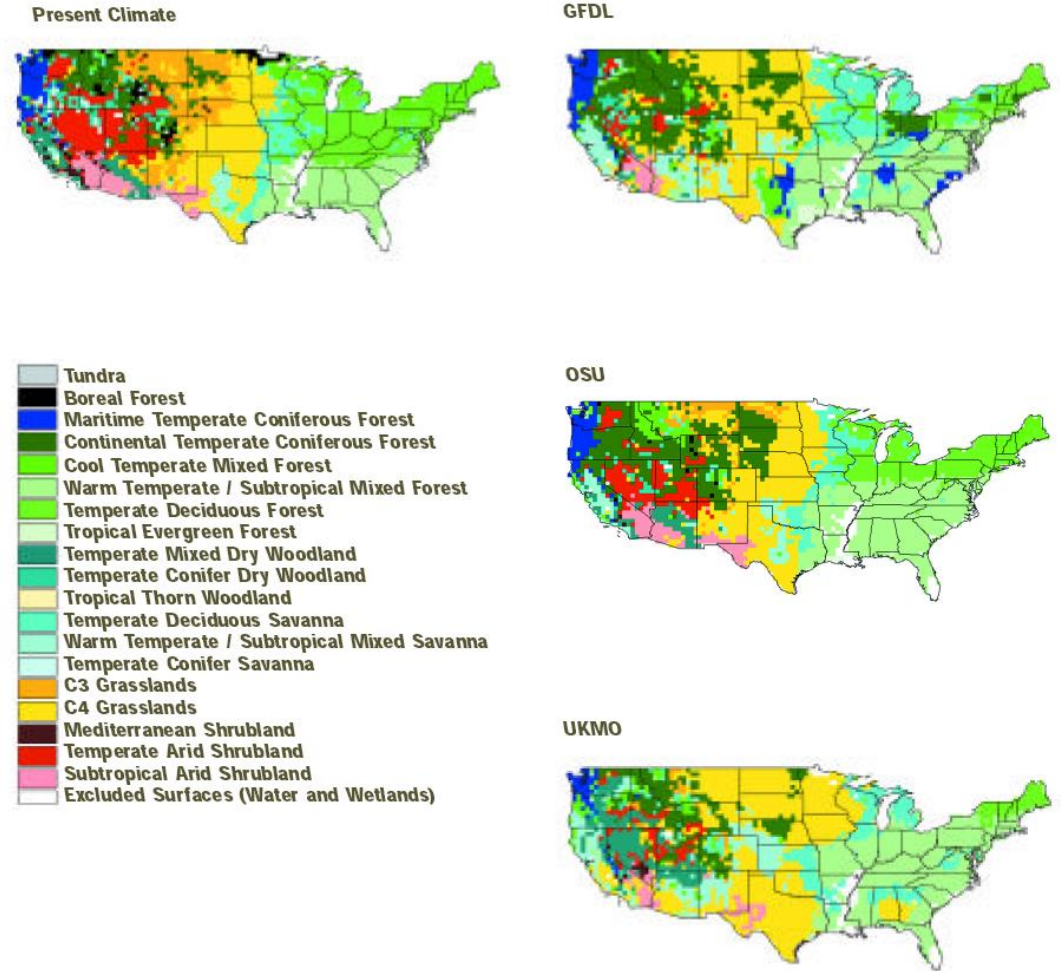 Present Climate
GFDL
Tundra
Boreal Forest
Maritime Temperate Coniferous Forest
Continental Temperate Coniferous Forest
Cool Temperate Mixed Forest
Warm Temperate / Subtropical Mixed Forest
Temperate Deciduous Forest
Tropical Evergreen Forest
Temperate Mixed Dry Woodland
Temperate Conifer Dry Woodland
Tropical Thorn Woodland
Temperate Deciduous Savanna
Warm Temperate / Subtropical Mixed Savanna
Temperate Conifer Savanna
C3 Grasslands
C4 Grasslands
Mediterranean Shrubland
Temperate Arid Shrubland
Subtropical Arid Shrubland
Excluded Surfaces (Water and Wetlands)
OSU
UKMO